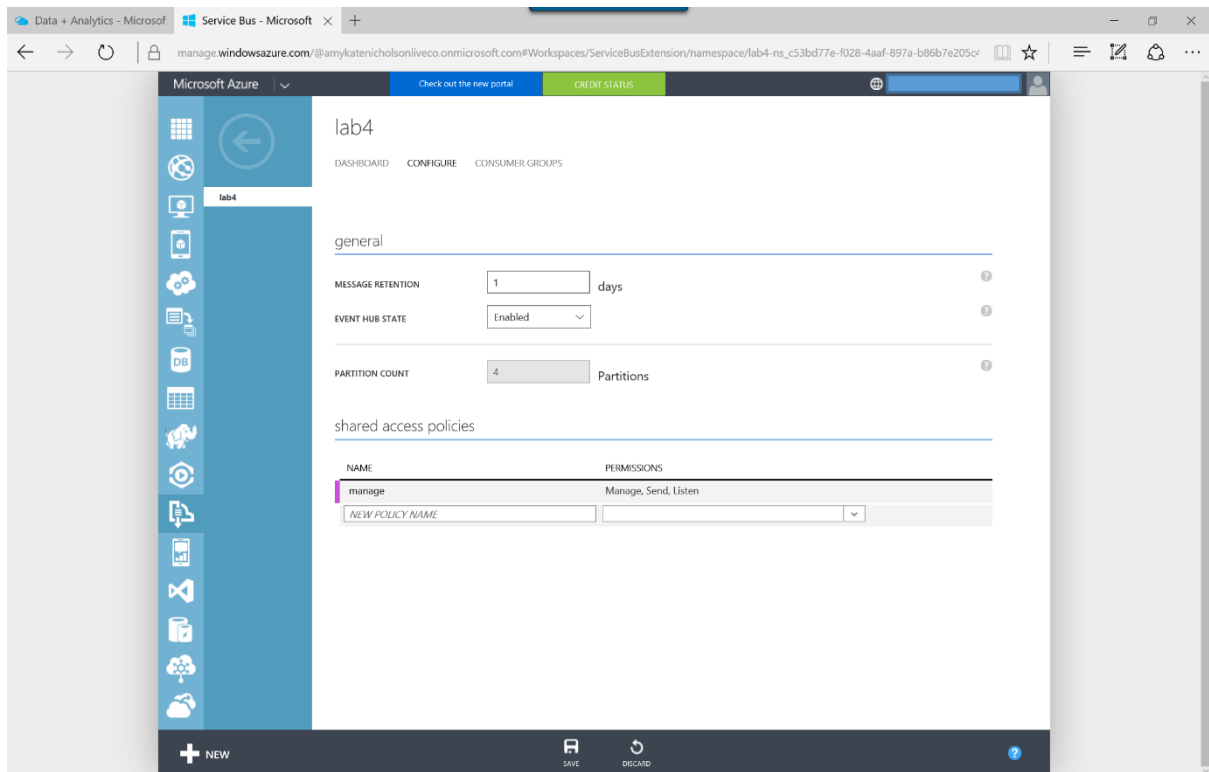 Data + Analytics - Microsof
Service Bus - Microsoft
manage.windowsazure.com/@amykatenicholsonliveco.onmicrosoft.com#Workspaces/ServiceBusExtension/namespace/lab4-ns_c53bd77e-f028-4aaf-897a-b86b7e205c
Microsoft Azure
Check out the new portal
CREDIT STATUS
lab4
DASHBOARD CONFIGURE CONSUMER GROUPS
lab4
general
MESSAGE RETENTION 1 days
EVENT HUB STATE Enabled
PARTITION COUNT 4 Partitions
shared access policies
NAME PERMISSIONS
manage Manage, Send, Listen
NEW POLICY NAME
DB
NEW
SAVE
DISCARD